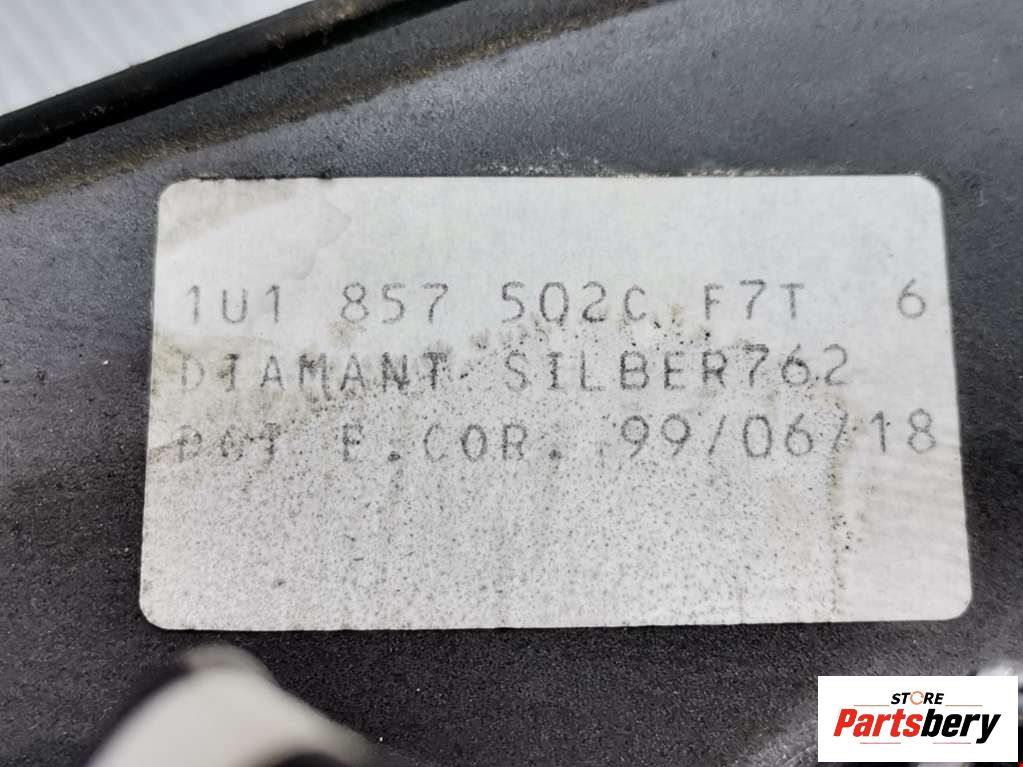 1U1 857 502C F7T 6
DIAMANT SILBER762
E.COR. 99/06/18
STORE
Partsbery